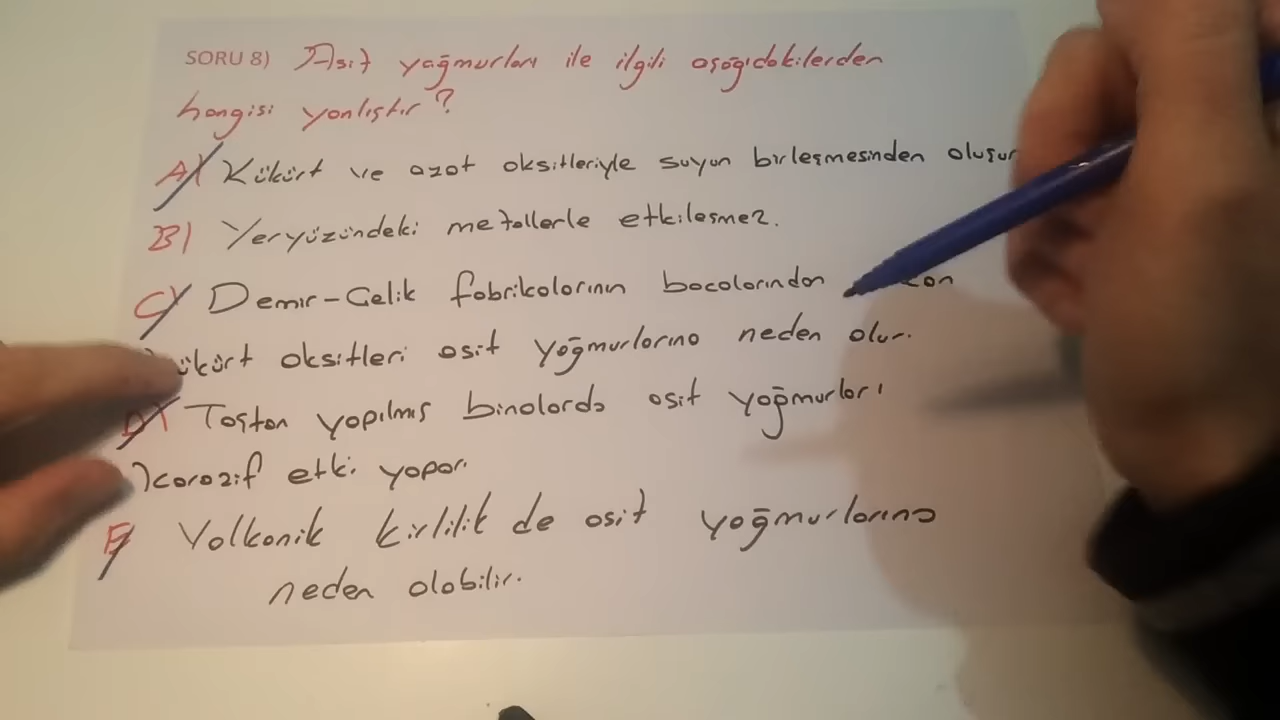 SORU 8) Asit yağmurları ile ilgili aşağıdakilerden
hangisi yanlıştır?
A) Kükürt ve azot oksitleriyle suyun birleşmesinden oluşur
B) Yeryüzündeki metallerle etkileşmez.
C) Demir-Çelik fabrikalarının bacalarından
kükürt oksitleri asit yağmurlarına neden olur.
D) Taştan yapılmış binalarda asit yağmurları
korozif etki yapar.
E) Volkanik kirlilik de asit yağmurlarına
neden olabilir.